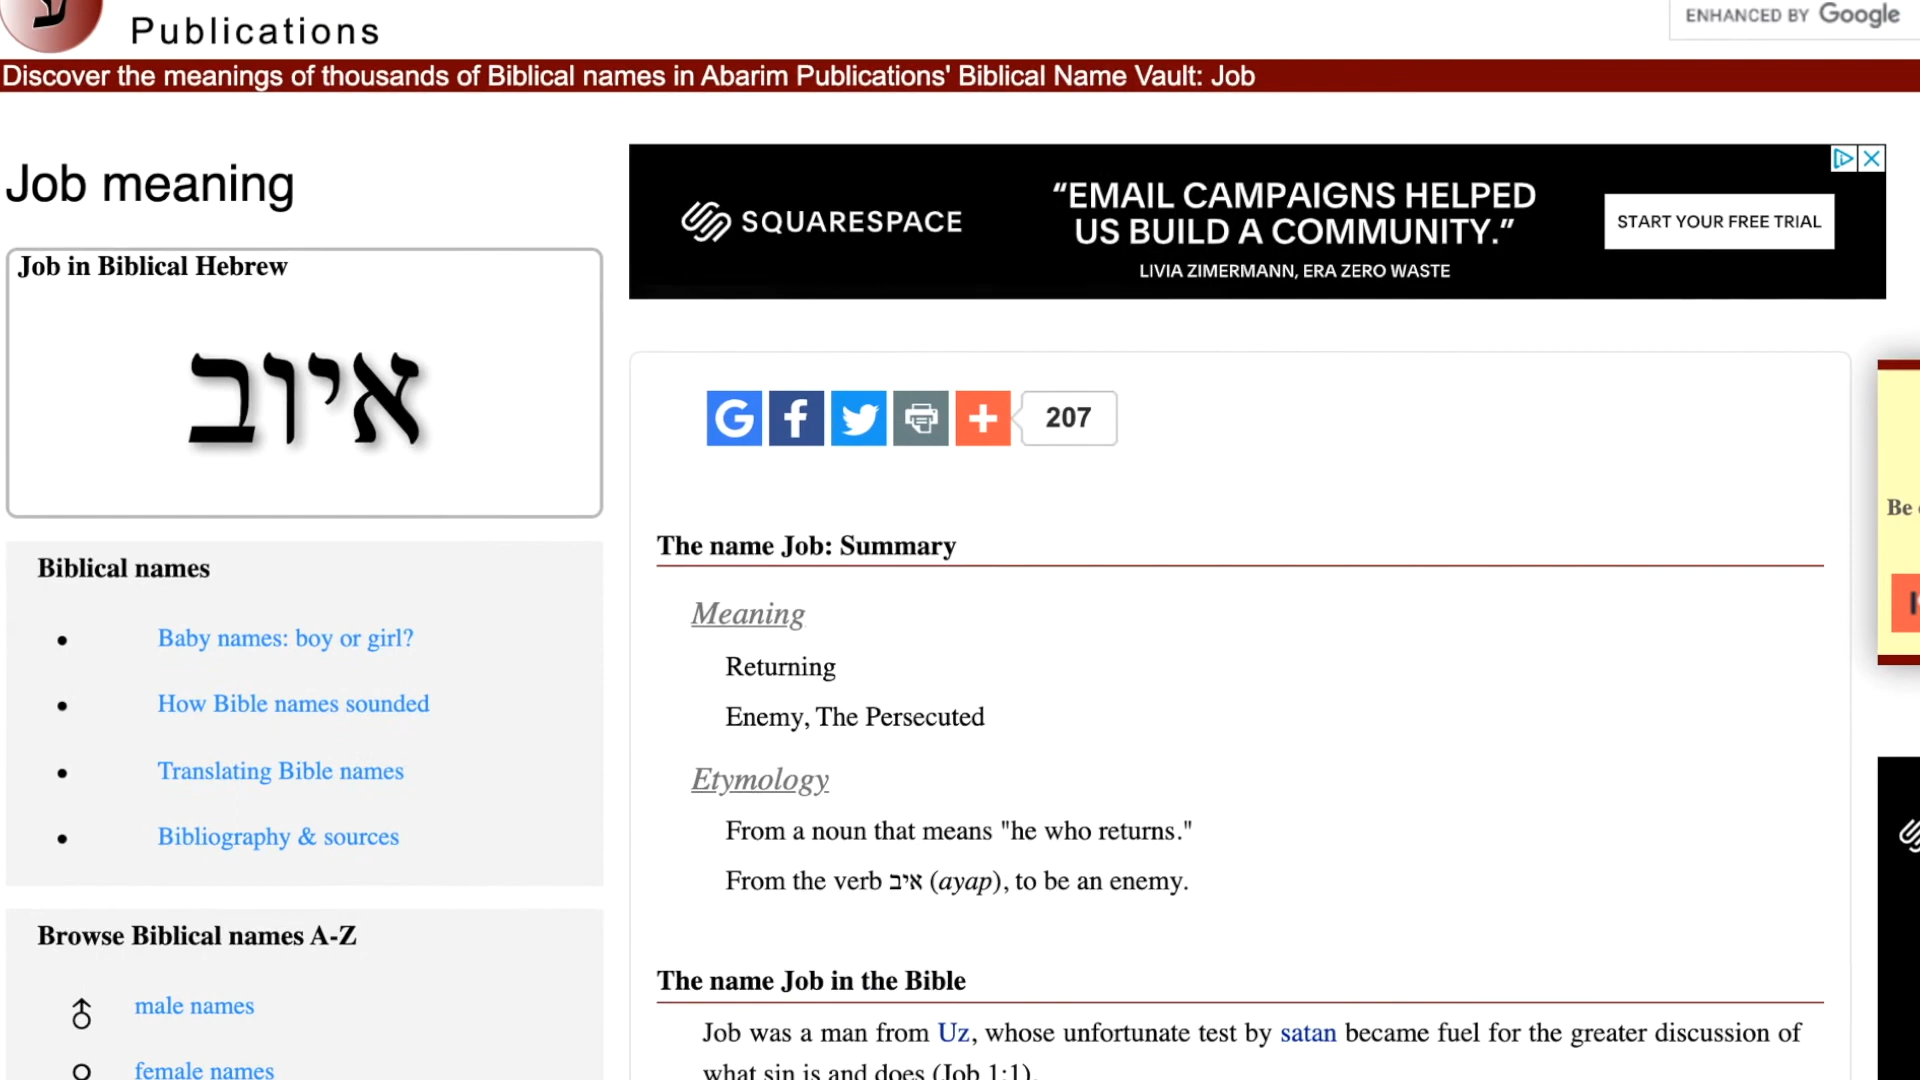 Publications
ENHANCED BY Google
Discover the meanings of thousands of Biblical names in Abarim Publications' Biblical Name Vault: Job
Job meaning
Job in Biblical Hebrew
איוב
Biblical names
Baby names: boy or girl?
How Bible names sounded
Translating Bible names
Bibliography & sources
Browse Biblical names A-Z
male names
female names
SQUARESPACE
“EMAIL CAMPAIGNS HELPED
US BUILD A COMMUNITY.”
LIVIA ZIMERMANN, ERA ZERO WASTE
START YOUR FREE TRIAL
207
The name Job: Summary
Meaning
Returning
Enemy, The Persecuted
Etymology
From a noun that means "he who returns."
From the verb איב (ayap), to be an enemy.
The name Job in the Bible
Job was a man from Uz, whose unfortunate test by satan became fuel for the greater discussion of
what sin is and does (Job 1:1).
Be